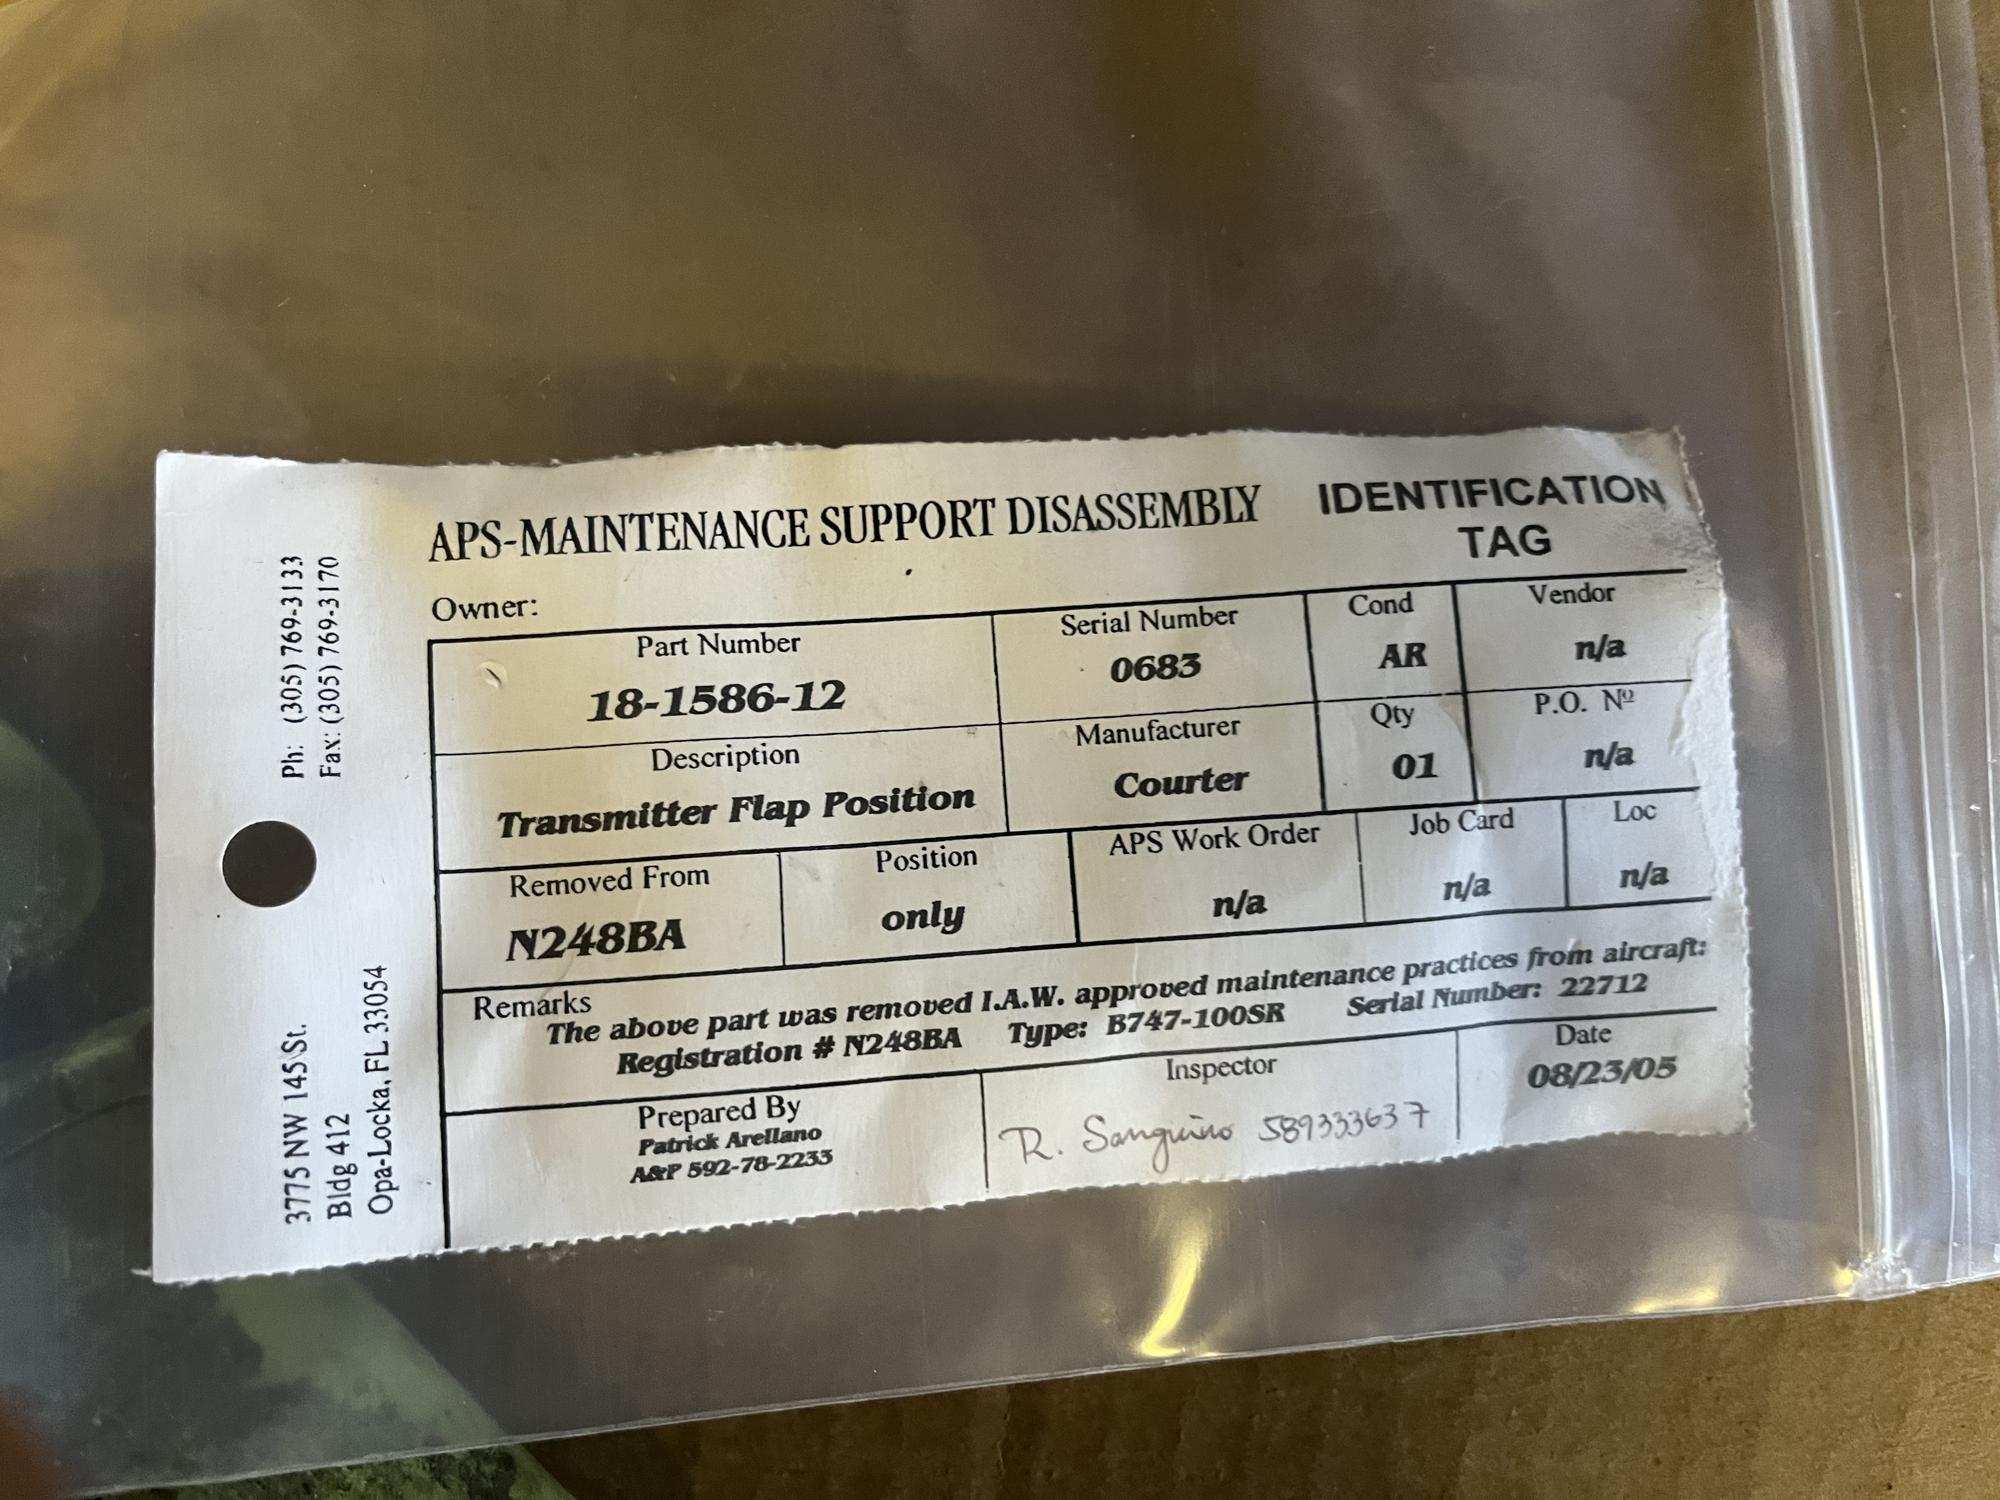 APS-MAINTENANCE SUPPORT DISASSEMBLY
IDENTIFICATION
TAG
Owner:
Part Number
18-1586-12
Serial Number
0683
Cond
AR
Vendor
n/a
Description
Transmitter Flap Position
Manufacturer
Courter
Qty
01
P.O. Nº
n/a
Removed From
N248BA
Position
only
APS Work Order
n/a
Job Card
n/a
Loc
n/a
Remarks
The above part was removed I.A.W. approved maintenance practices from aircraft:
Registration # N248BA Type: B747-100SR Serial Number: 22712
Prepared By
Patrick Arellano
A&P 592-78-2233
Inspector
R. Sanguino 589333637
Date
08/23/05
Ph: (305) 769-3133
Fax: (305) 769-3170
3775 NW 145 St.
Bldg 412
Opa-Locka, FL 33054